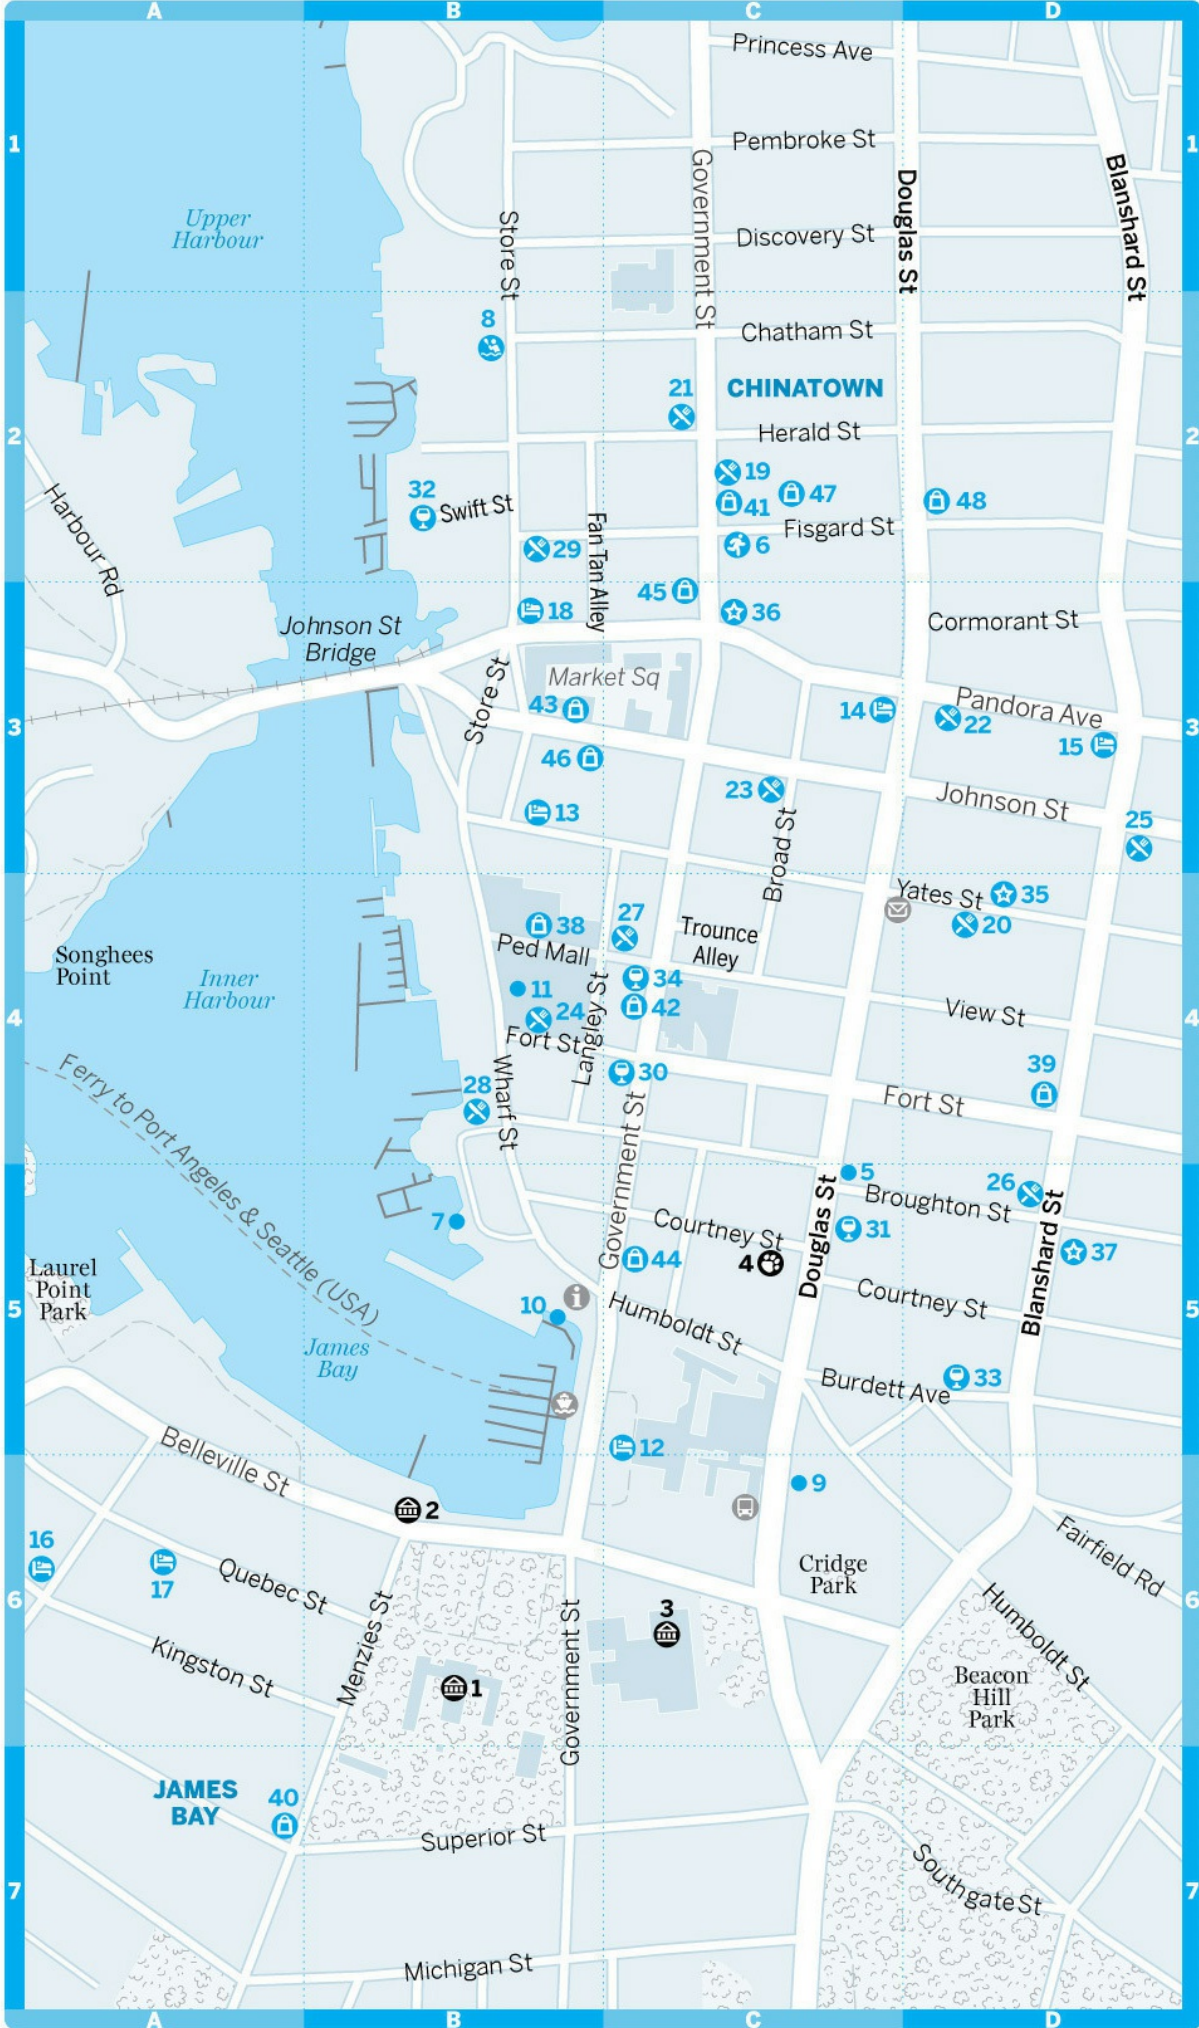 A B C D
Princess Ave
1 1
Pembroke St
Upper
Harbour
Store St
Government St
Discovery St
Douglas St
Blanshard St
8
Chatham St
21
CHINATOWN
2 2
Herald St
19
47
41
48
32
Swift St
Fisgard St
Harbour Rd
29
Fan Tan Alley
6
45
18
36
Cormorant St
Johnson St
Bridge
Market Sq
Store St
43
14
Pandora Ave
22
3 3
15
46
23
Johnson St
13
Broad St
25
Yates St
35
20
27
38
Trounce
Alley
Ped Mall
Songhees
Point
Inner
Harbour
34
11
42
24
Langley St
View St
4 4
Fort St
Ferry to Port Angeles & Seattle (USA)
28
Wharf St
30
39
Fort St
Government St
5
26
Broughton St
7
Courtney St
31
Douglas St
Blanshard St
37
44
4
Laurel
Point
Park
10
Humboldt St
Courtney St
5 5
James
Bay
33
Burdett Ave
12
Belleville St
9
2
16
17
Quebec St
Fairfield Rd
Cridge
Park
6 6
3
Menzies St
Government St
Humboldt St
Kingston St
1
Beacon
Hill
Park
JAMES
BAY
40
Superior St
7 7
Southgate St
Michigan St
A B C D